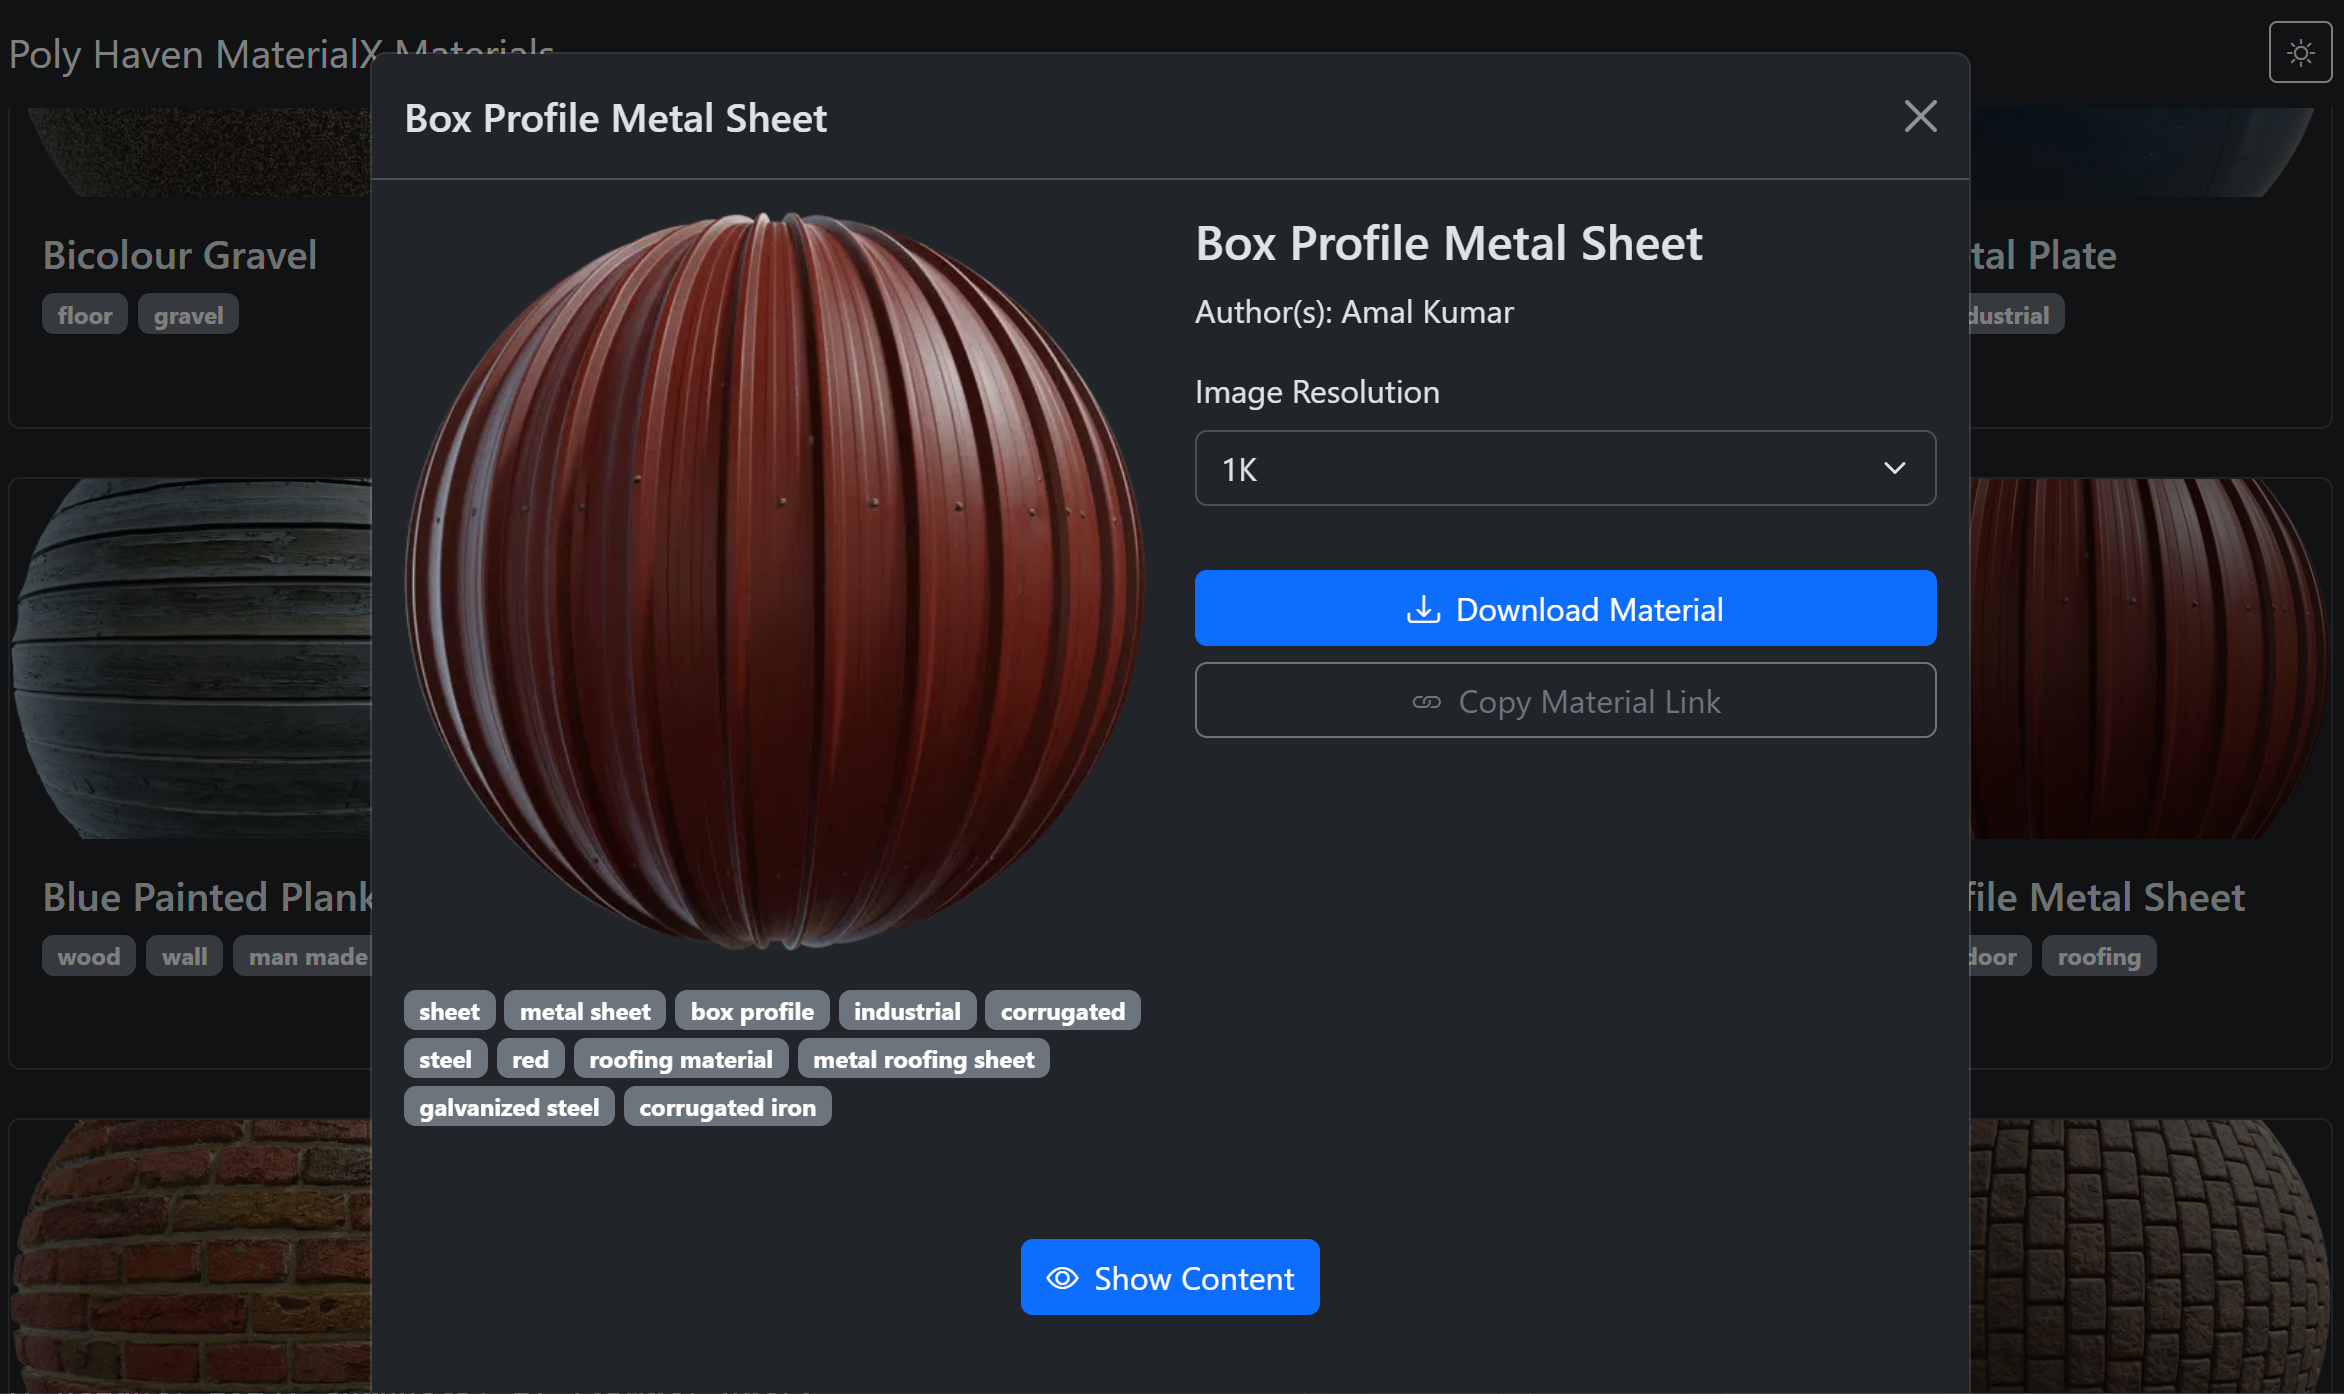 Poly Haven MaterialX Materials
Box Profile Metal Sheet
Box Profile Metal Sheet
Author(s): Amal Kumar
Image Resolution
1K
Download Material
Copy Material Link
sheet metal sheet box profile industrial corrugated
steel red roofing material metal roofing sheet
galvanized steel corrugated iron
Show Content
Bicolour Gravel
floor gravel
tal Plate
dustrial
Blue Painted Plank
wood wall man made
file Metal Sheet
door roofing